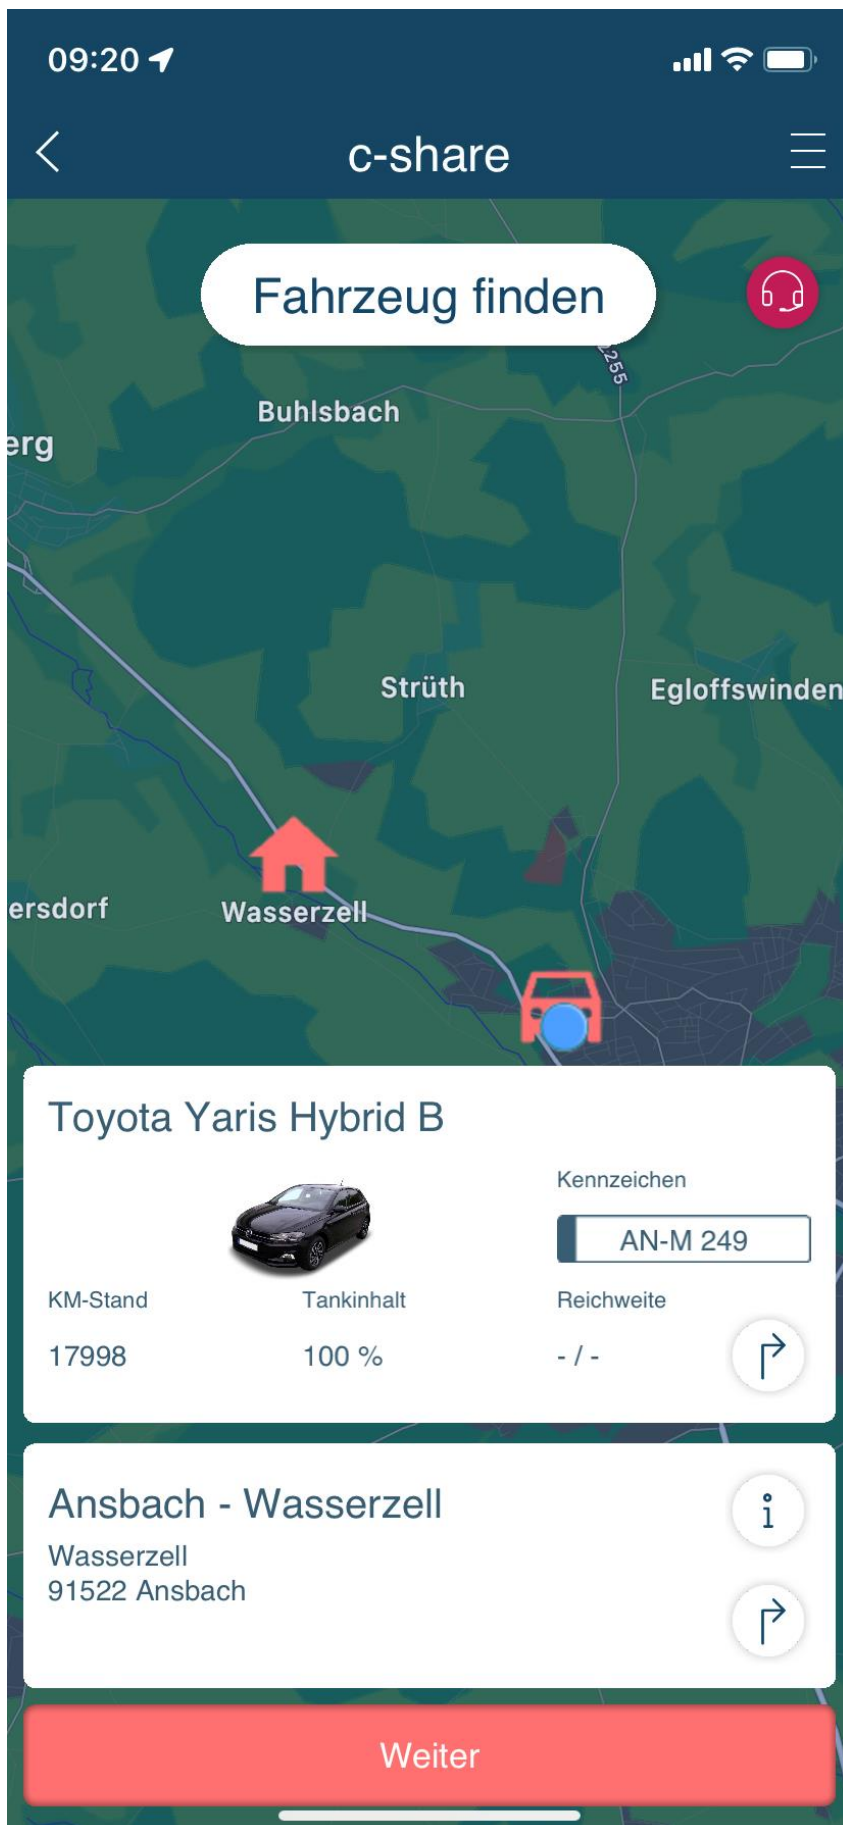 09:20
c-share
Fahrzeug finden
2255
Buhlsbach
erg
Strüth
Egloffswinden
ersdorf
Wasserzell
Toyota Yaris Hybrid B
Kennzeichen
AN-M 249
KM-Stand Tankinhalt Reichweite
17998 100 % - / -
Ansbach - Wasserzell
Wasserzell
91522 Ansbach
Weiter